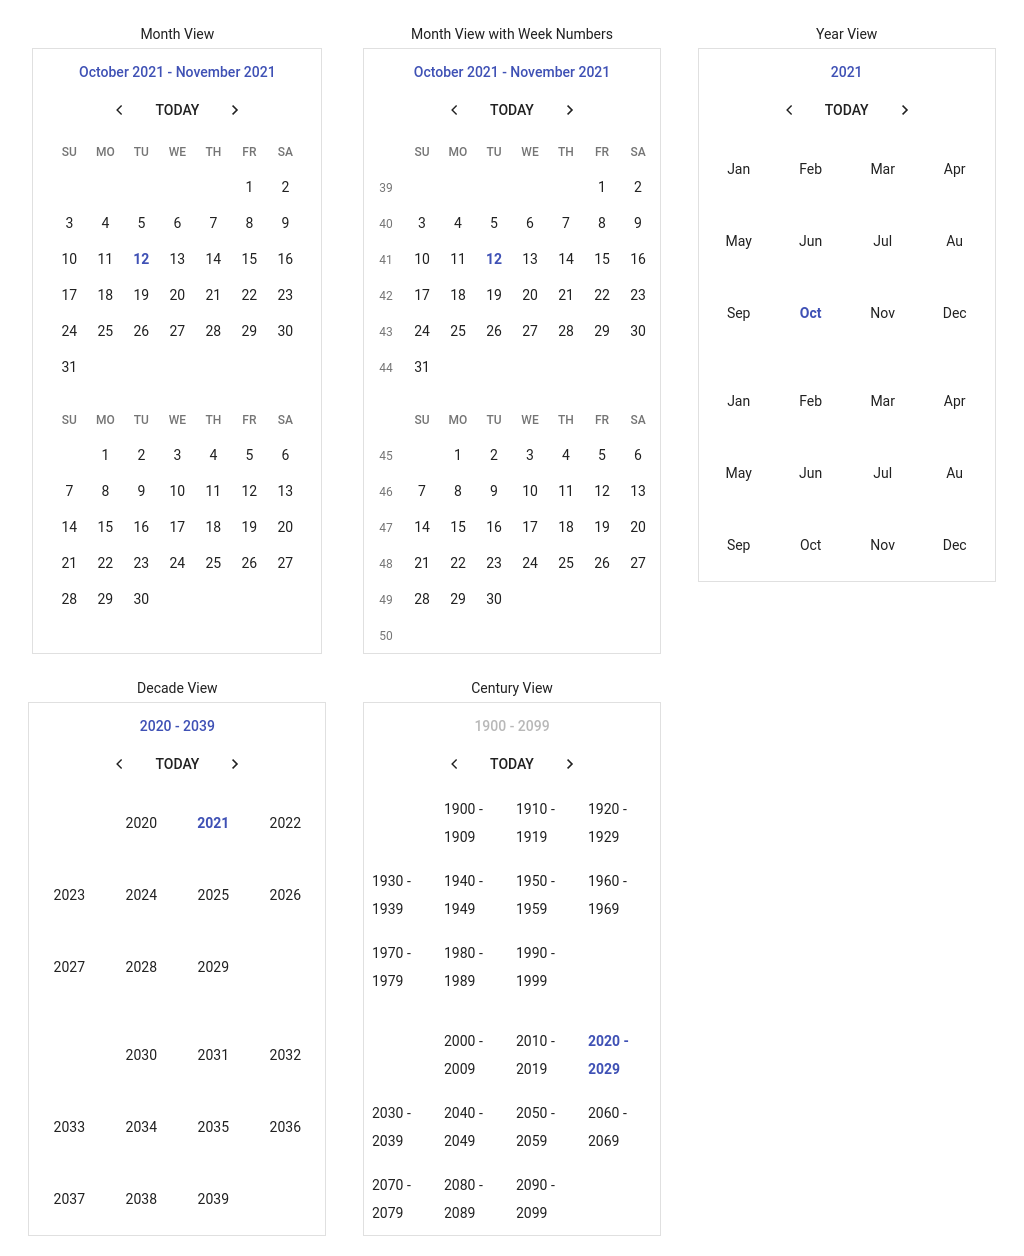 Month View
October 2021 - November 2021
TODAY
SU MO TU WE TH FR SA
1 2
3 4 5 6 7 8 9
10 11 12 13 14 15 16
17 18 19 20 21 22 23
24 25 26 27 28 29 30
31
SU MO TU WE TH FR SA
1 2 3 4 5 6
7 8 9 10 11 12 13
14 15 16 17 18 19 20
21 22 23 24 25 26 27
28 29 30
Month View with Week Numbers
October 2021 - November 2021
TODAY
SU MO TU WE TH FR SA
39 1 2
40 3 4 5 6 7 8 9
41 10 11 12 13 14 15 16
42 17 18 19 20 21 22 23
43 24 25 26 27 28 29 30
44 31
SU MO TU WE TH FR SA
45 1 2 3 4 5 6
46 7 8 9 10 11 12 13
47 14 15 16 17 18 19 20
48 21 22 23 24 25 26 27
49 28 29 30
50
Year View
2021
TODAY
Jan Feb Mar Apr
May Jun Jul Au
Sep Oct Nov Dec
Jan Feb Mar Apr
May Jun Jul Au
Sep Oct Nov Dec
Decade View
2020 - 2039
TODAY
2020 2021 2022
2023 2024 2025 2026
2027 2028 2029
2030 2031 2032
2033 2034 2035 2036
2037 2038 2039
Century View
1900 - 2099
TODAY
1900 - 1910 - 1920 -
1909 1919 1929
1930 - 1940 - 1950 - 1960 -
1939 1949 1959 1969
1970 - 1980 - 1990 -
1979 1989 1999
2000 - 2010 - 2020 -
2009 2019 2029
2030 - 2040 - 2050 - 2060 -
2039 2049 2059 2069
2070 - 2080 - 2090 -
2079 2089 2099